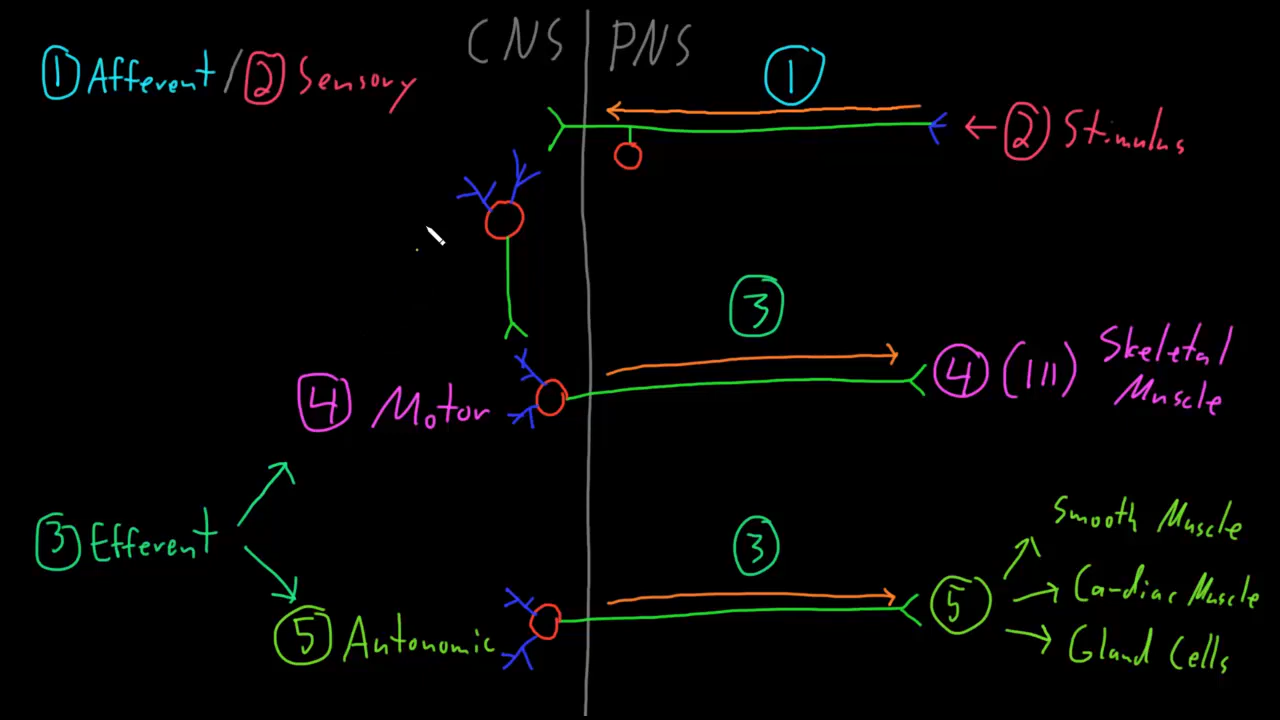 CNS PNS
① Afferent / ② Sensory
①
← ② Stimulus
③
④ (III) Skeletal
Muscle
④ Motor
③ Efferent
③
Smooth Muscle
⑤ Cardiac Muscle
Gland Cells
⑤ Autonomic